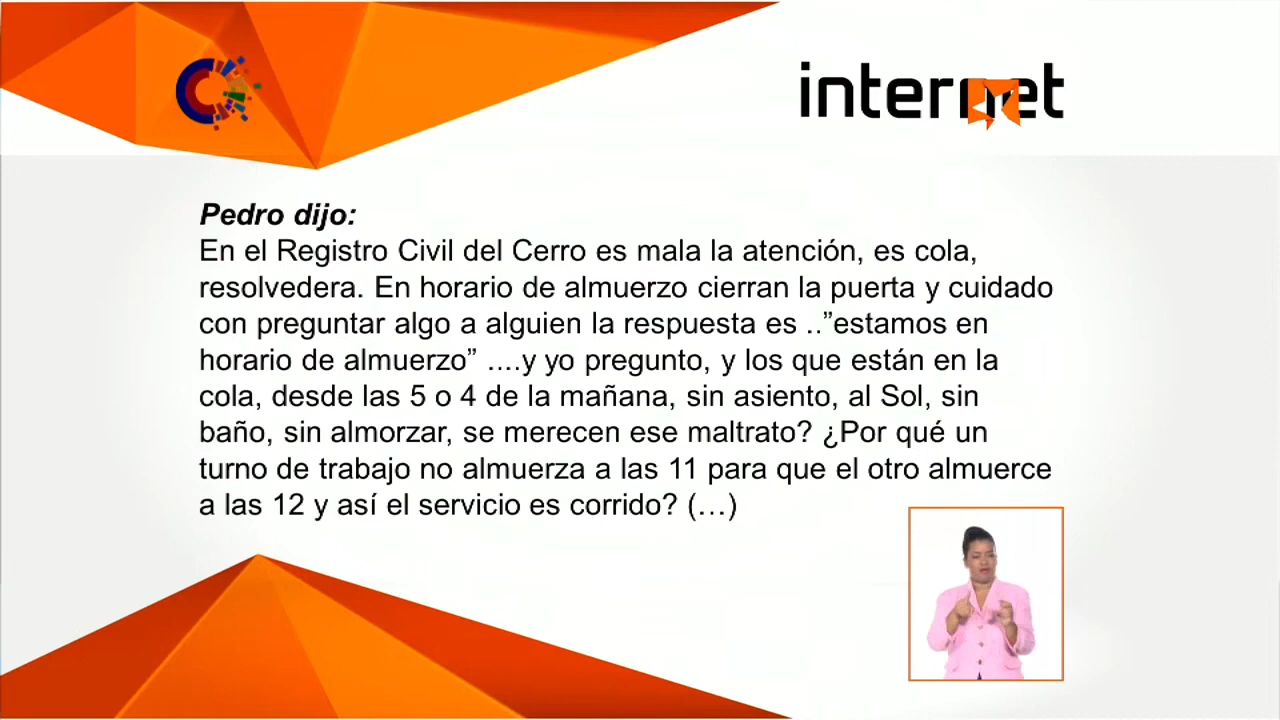 internet
Pedro dijo:
En el Registro Civil del Cerro es mala la atención, es cola,
resolvedera. En horario de almuerzo cierran la puerta y cuidado
con preguntar algo a alguien la respuesta es ..”estamos en
horario de almuerzo” ....y yo pregunto, y los que están en la
cola, desde las 5 o 4 de la mañana, sin asiento, al Sol, sin
baño, sin almorzar, se merecen ese maltrato? ¿Por qué un
turno de trabajo no almuerza a las 11 para que el otro almuerce
a las 12 y así el servicio es corrido? (…)